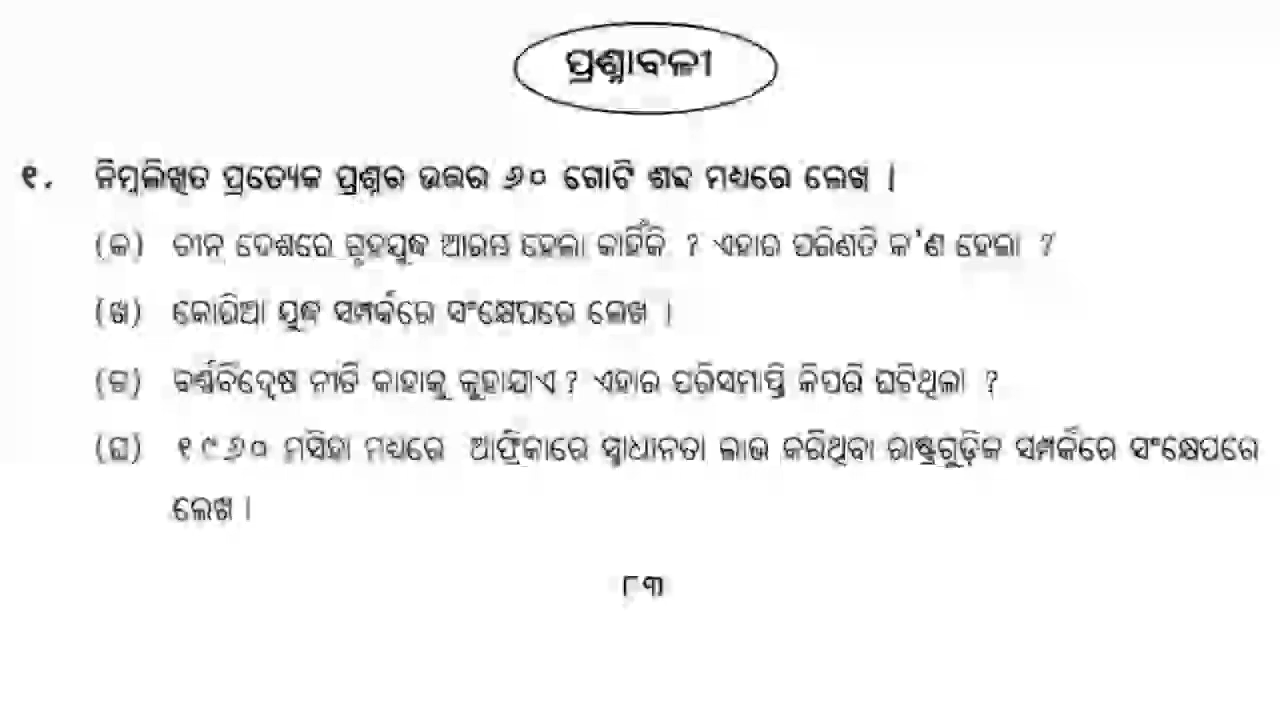 ପ୍ରଶ୍ନାବଳୀ
୧. ନିମ୍ନଲିଖିତ ପ୍ରତ୍ୟେକ ପ୍ରଶ୍ନର ଉତ୍ତର ୬୦ ଗୋଟି ଶବ୍ଦ ମଧ୍ୟରେ ଲେଖ ।
(କ) ଚୀନ୍ ଦେଶରେ ଗୃହଯୁଦ୍ଧ ଆରମ୍ଭ ହେଲା କାହିଁକି ? ଏହାର ପରିଣତି କ'ଣ ହେଲା ?
(ଖ) କୋରିଆ ଯୁଦ୍ଧ ସମ୍ପର୍କରେ ସଂକ୍ଷେପରେ ଲେଖ ।
(ଗ) ବର୍ଣ୍ଣବିଦ୍ୱେଷ ନୀତି କାହାକୁ କୁହାଯାଏ ? ଏହାର ପରିସମାପ୍ତି କିପରି ଘଟିଥିଲା ?
(ଘ) ୧୯୬୦ ମସିହା ମଧ୍ୟରେ ଆଫ୍ରିକାରେ ସ୍ୱାଧୀନତା ଲାଭ କରିଥିବା ରାଷ୍ଟ୍ରଗୁଡ଼ିକ ସମ୍ପର୍କରେ ସଂକ୍ଷେପରେ
ଲେଖ ।
୮୩